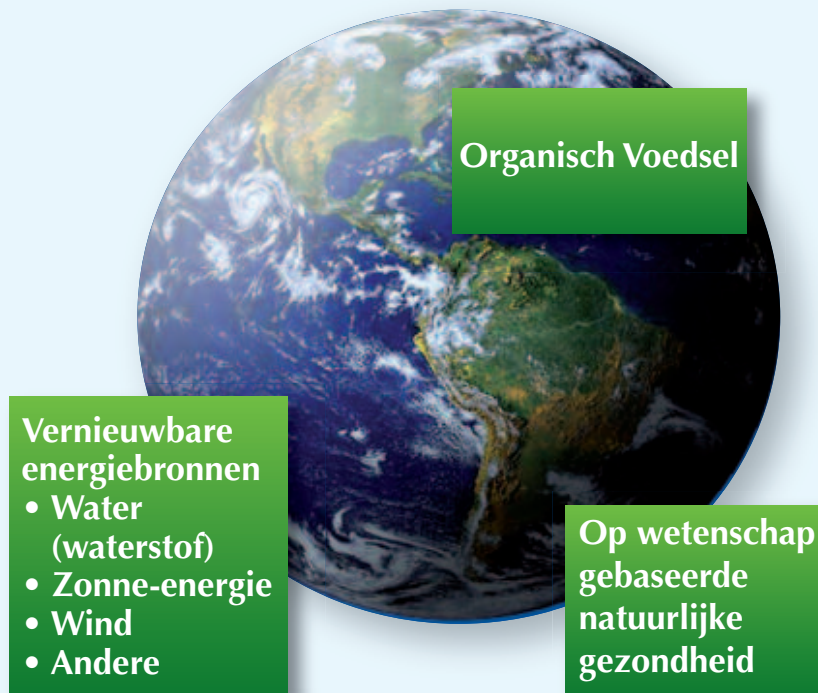 Organisch Voedsel
Vernieuwbare
energiebronnen
• Water
(waterstof)
• Zonne-energie
• Wind
• Andere
Op wetenschap
gebaseerde
natuurlijke
gezondheid